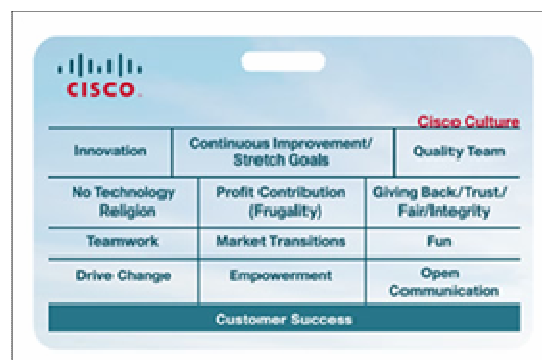 CISCO
Cisco Culture
Innovation
Continuous Improvement/
Stretch Goals
Quality Team
No Technology
Religion
Profit Contribution
(Frugality)
Giving Back/Trust/
Fair/Integrity
Teamwork
Market Transitions
Fun
Drive Change
Empowerment
Open
Communication
Customer Success